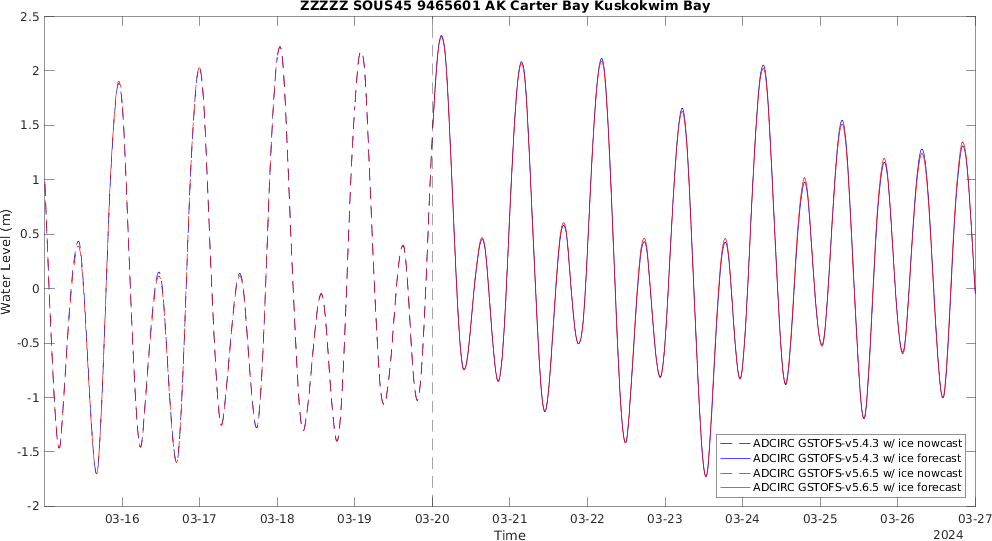 ZZZZZ SOUS45 9465601 AK Carter Bay Kuskokwim Bay
2.5
2
1.5
1
0.5
0
-0.5
-1
-1.5
-2
Water Level (m)
ADCIRC GSTOFS-v5.4.3 w/ ice nowcast
ADCIRC GSTOFS-v5.4.3 w/ ice forecast
ADCIRC GSTOFS-v5.6.5 w/ ice nowcast
ADCIRC GSTOFS-v5.6.5 w/ ice forecast
03-16 03-17 03-18 03-19 03-20 03-21 03-22 03-23 03-24 03-25 03-26 03-27
Time
2024